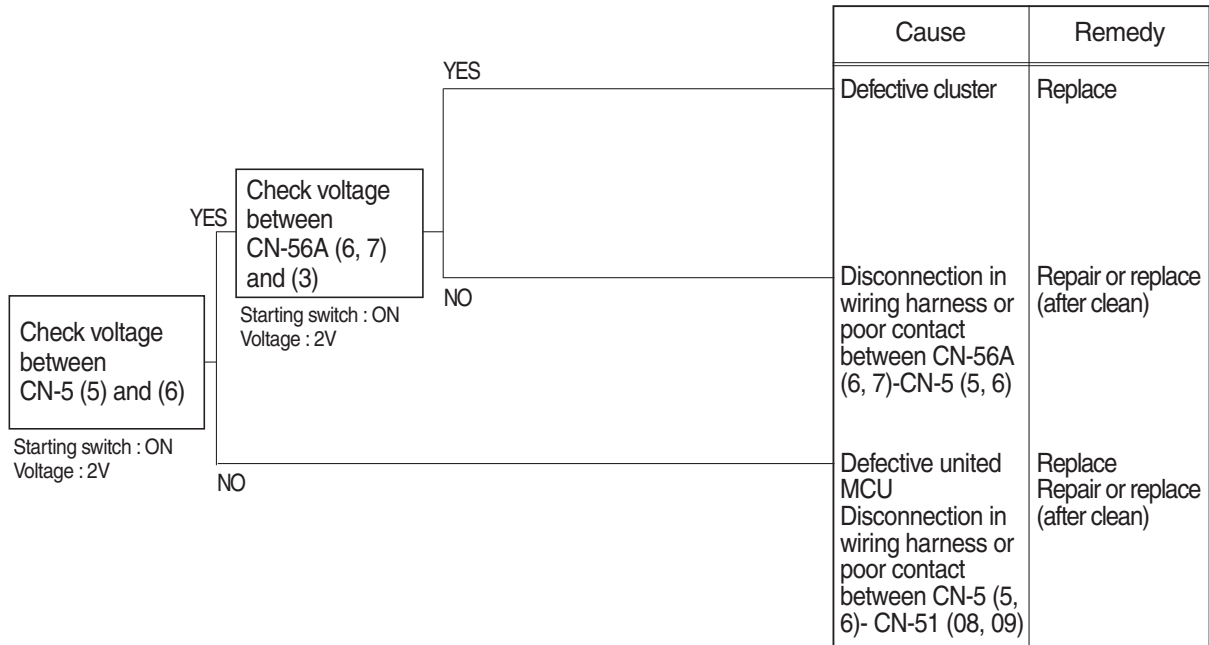 Cause
Remedy
YES
Defective cluster
Replace
Check voltage
between
CN-56A (6, 7)
and (3)
YES
Starting switch : ON
Voltage : 2V
NO
Disconnection in
wiring harness or
poor contact
between CN-56A
(6, 7)-CN-5 (5, 6)
Repair or replace
(after clean)
Check voltage
between
CN-5 (5) and (6)
Starting switch : ON
Voltage : 2V
NO
Defective united
MCU
Disconnection in
wiring harness or
poor contact
between CN-5 (5,
6)- CN-51 (08, 09)
Replace
Repair or replace
(after clean)